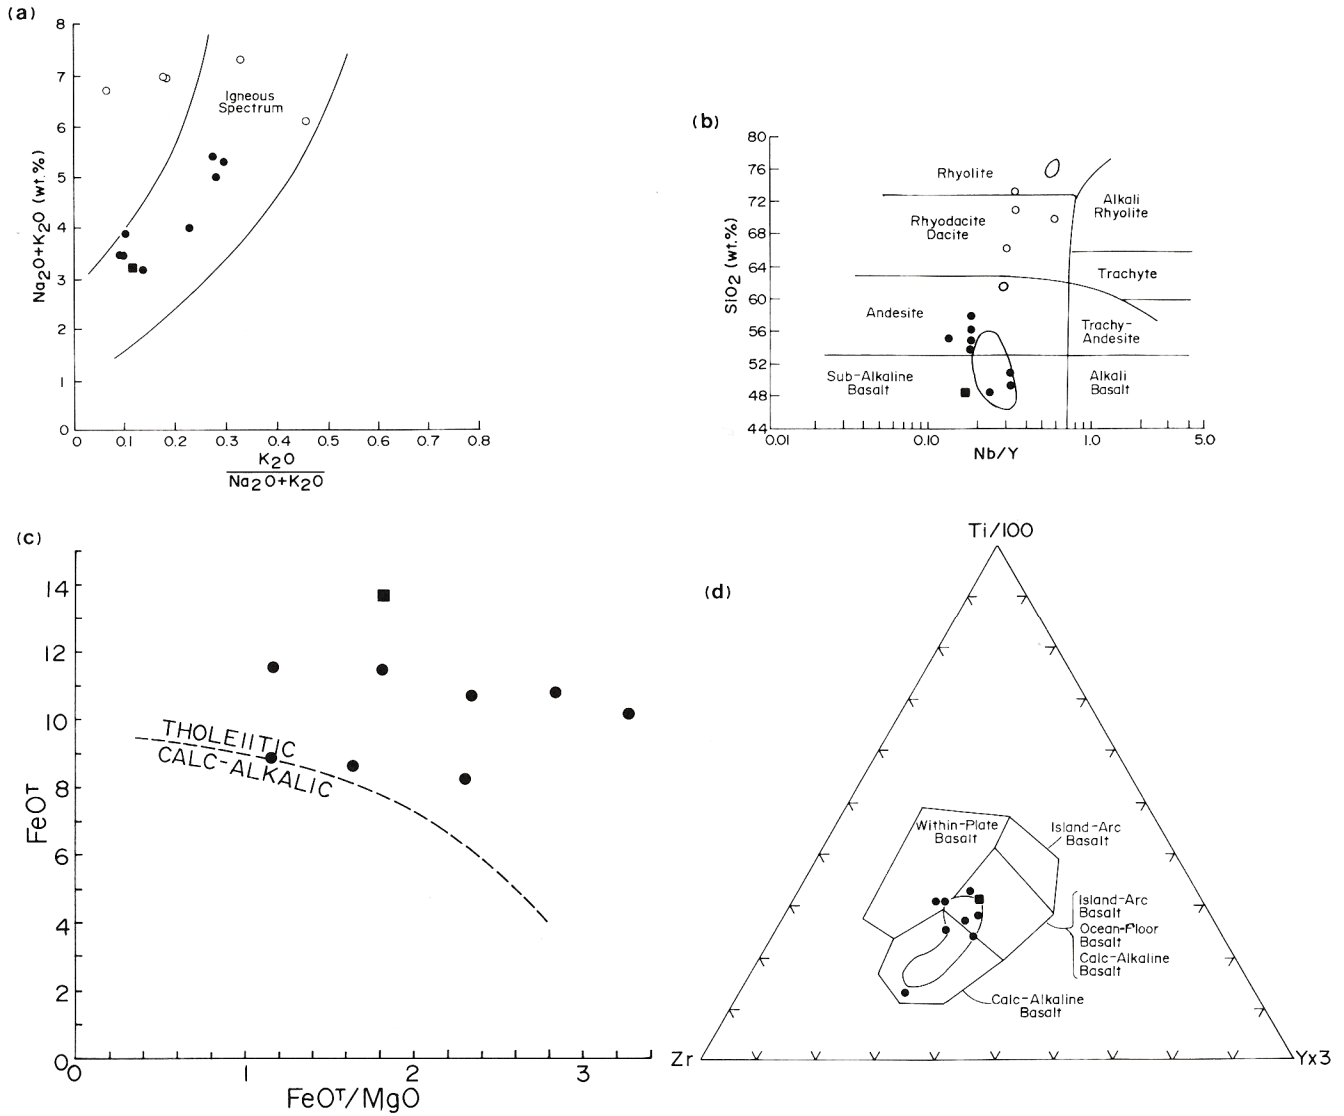 (a)
8
7
6
5
4
3
2
1
0
Na2O+K2O (wt.%)
Igneous
Spectrum
0
0.1
0.2
0.3
0.4
0.5
0.6
0.7
0.8
K2O
Na2O+K2O
(b)
80
76
72
68
64
60
56
52
48
44
SiO2 (wt.%)
Rhyolite
Rhyodacite
Dacite
Andesite
Sub-Alkaline
Basalt
Alkali
Rhyolite
Trachyte
Trachy-
Andesite
Alkali
Basalt
0.01
0.10
1.0
5.0
Nb/Y
(c)
14
12
10
8
6
4
2
0
FeOT
THOLEIITIC
CALC-ALKALIC
0
1
2
3
FeOT/MgO
(d)
Ti/100
Within-Plate
Basalt
Island-Arc
Basalt
Island-Arc
Basalt
Ocean-Floor
Basalt
Calc-Alkaline
Basalt
Calc-Alkaline
Basalt
Zr
Yx3